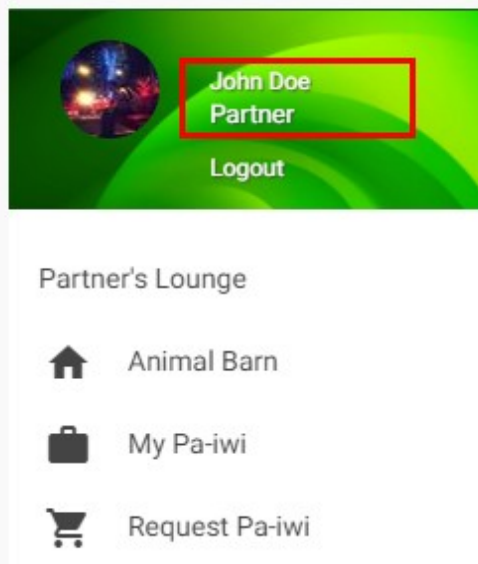 John Doe
Partner
Logout
Partner's Lounge
Animal Barn
My Pa-iwi
Request Pa-iwi